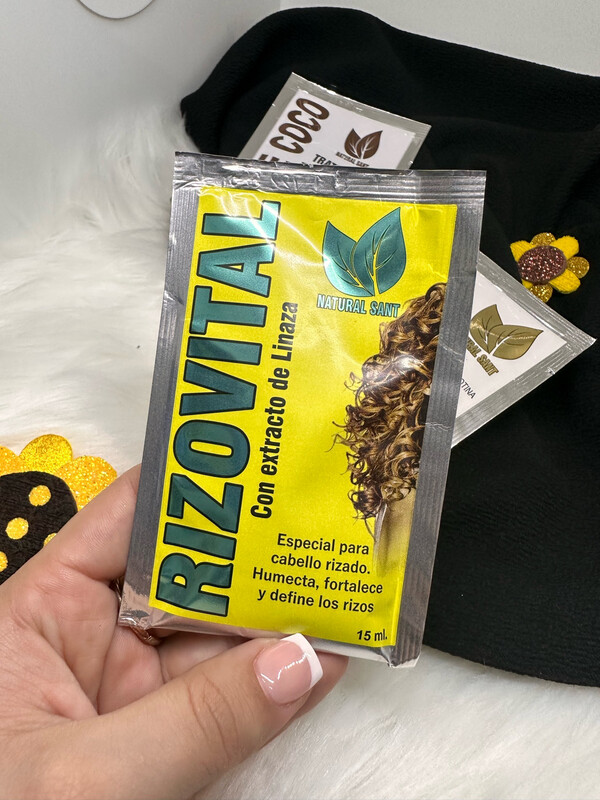 COCO
NATURAL SANT
RIZOVITAL
Con extracto de Linaza
NATURAL SANT
Especial para
cabello rizado.
Humecta, fortalece
y define los rizos
15 ml.
SANT